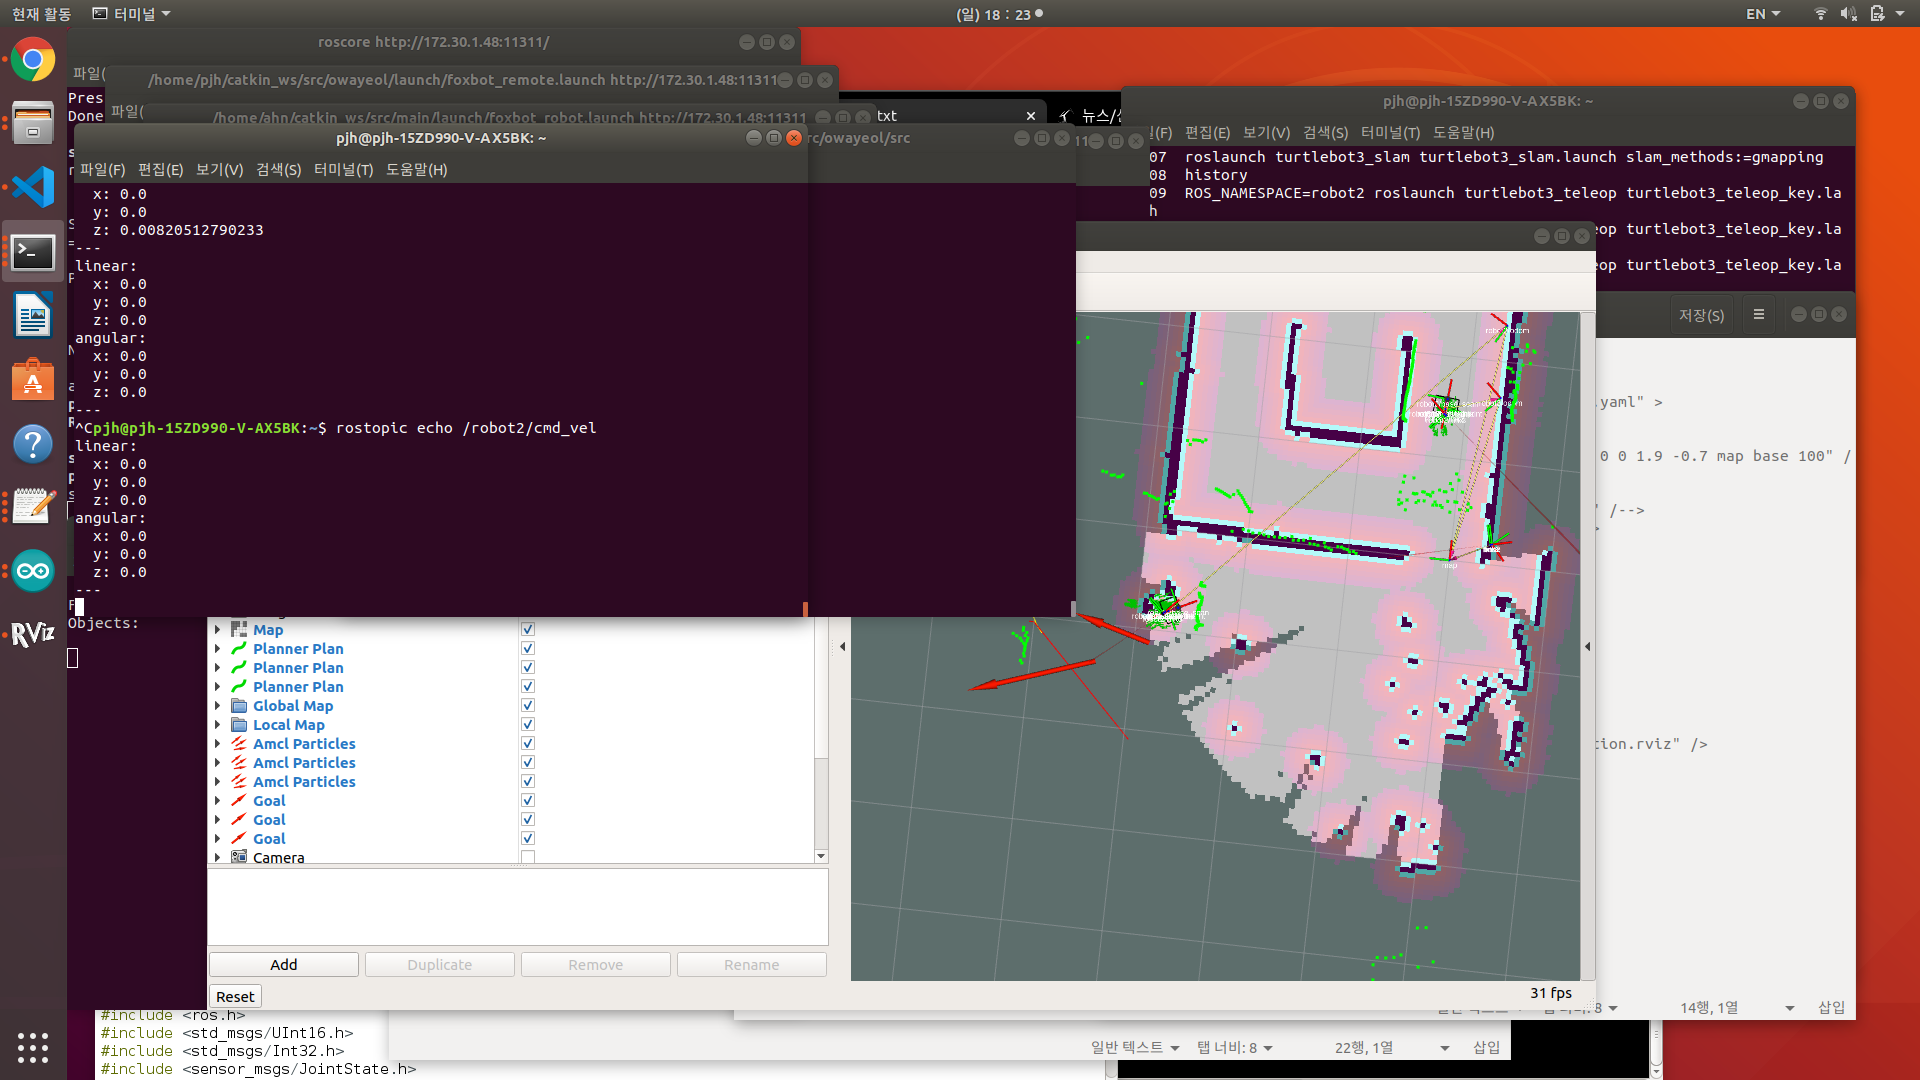 현재 활동
터미널
(일) 18 : 23
EN
roscore http://172.30.1.48:11311/
파일(
/home/pjh/catkin_ws/src/owayeol/launch/foxbot_remote.launch http://172.30.1.48:11311
파일(
/home/ahn/catkin_ws/src/main/launch/foxbot_robot.launch http://172.30.1.48:11311
Pres
Done
txt
뉴스/
rc/owayeol/src
pjh@pjh-15ZD990-V-AX5BK: ~
파일(F) 편집(E) 보기(V) 검색(S) 터미널(T) 도움말(H)
x: 0.0
y: 0.0
z: 0.00820512790233
---
linear:
x: 0.0
y: 0.0
z: 0.0
angular:
x: 0.0
y: 0.0
z: 0.0
---
^Cpjh@pjh-15ZD990-V-AX5BK:~$ rostopic echo /robot2/cmd_vel
linear:
x: 0.0
y: 0.0
z: 0.0
angular:
x: 0.0
y: 0.0
z: 0.0
---
Objects:
pjh@pjh-15ZD990-V-AX5BK: ~
(F) 편집(E) 보기(V) 검색(S) 터미널(T) 도움말(H)
07 roslaunch turtlebot3_slam turtlebot3_slam.launch slam_methods:=gmapping
08 history
09 ROS_NAMESPACE=robot2 roslaunch turtlebot3_teleop turtlebot3_teleop_key.la
h
eop turtlebot3_teleop_key.la
eop turtlebot3_teleop_key.la
저장(S)
.yaml" >
0 0 1.9 -0.7 map base 100" /
" /-->
tion.rviz" />
map
RViz
Map
Planner Plan
Planner Plan
Planner Plan
Global Map
Local Map
Amcl Particles
Amcl Particles
Amcl Particles
Goal
Goal
Goal
Camera
Add
Duplicate
Remove
Rename
Reset
31 fps
8
14행, 1열
삽입
일반 텍스트
탭 너비: 8
22행, 1열
삽입
#include <ros.h>
#include <std_msgs/UInt16.h>
#include <std_msgs/Int32.h>
#include <sensor_msgs/JointState.h>